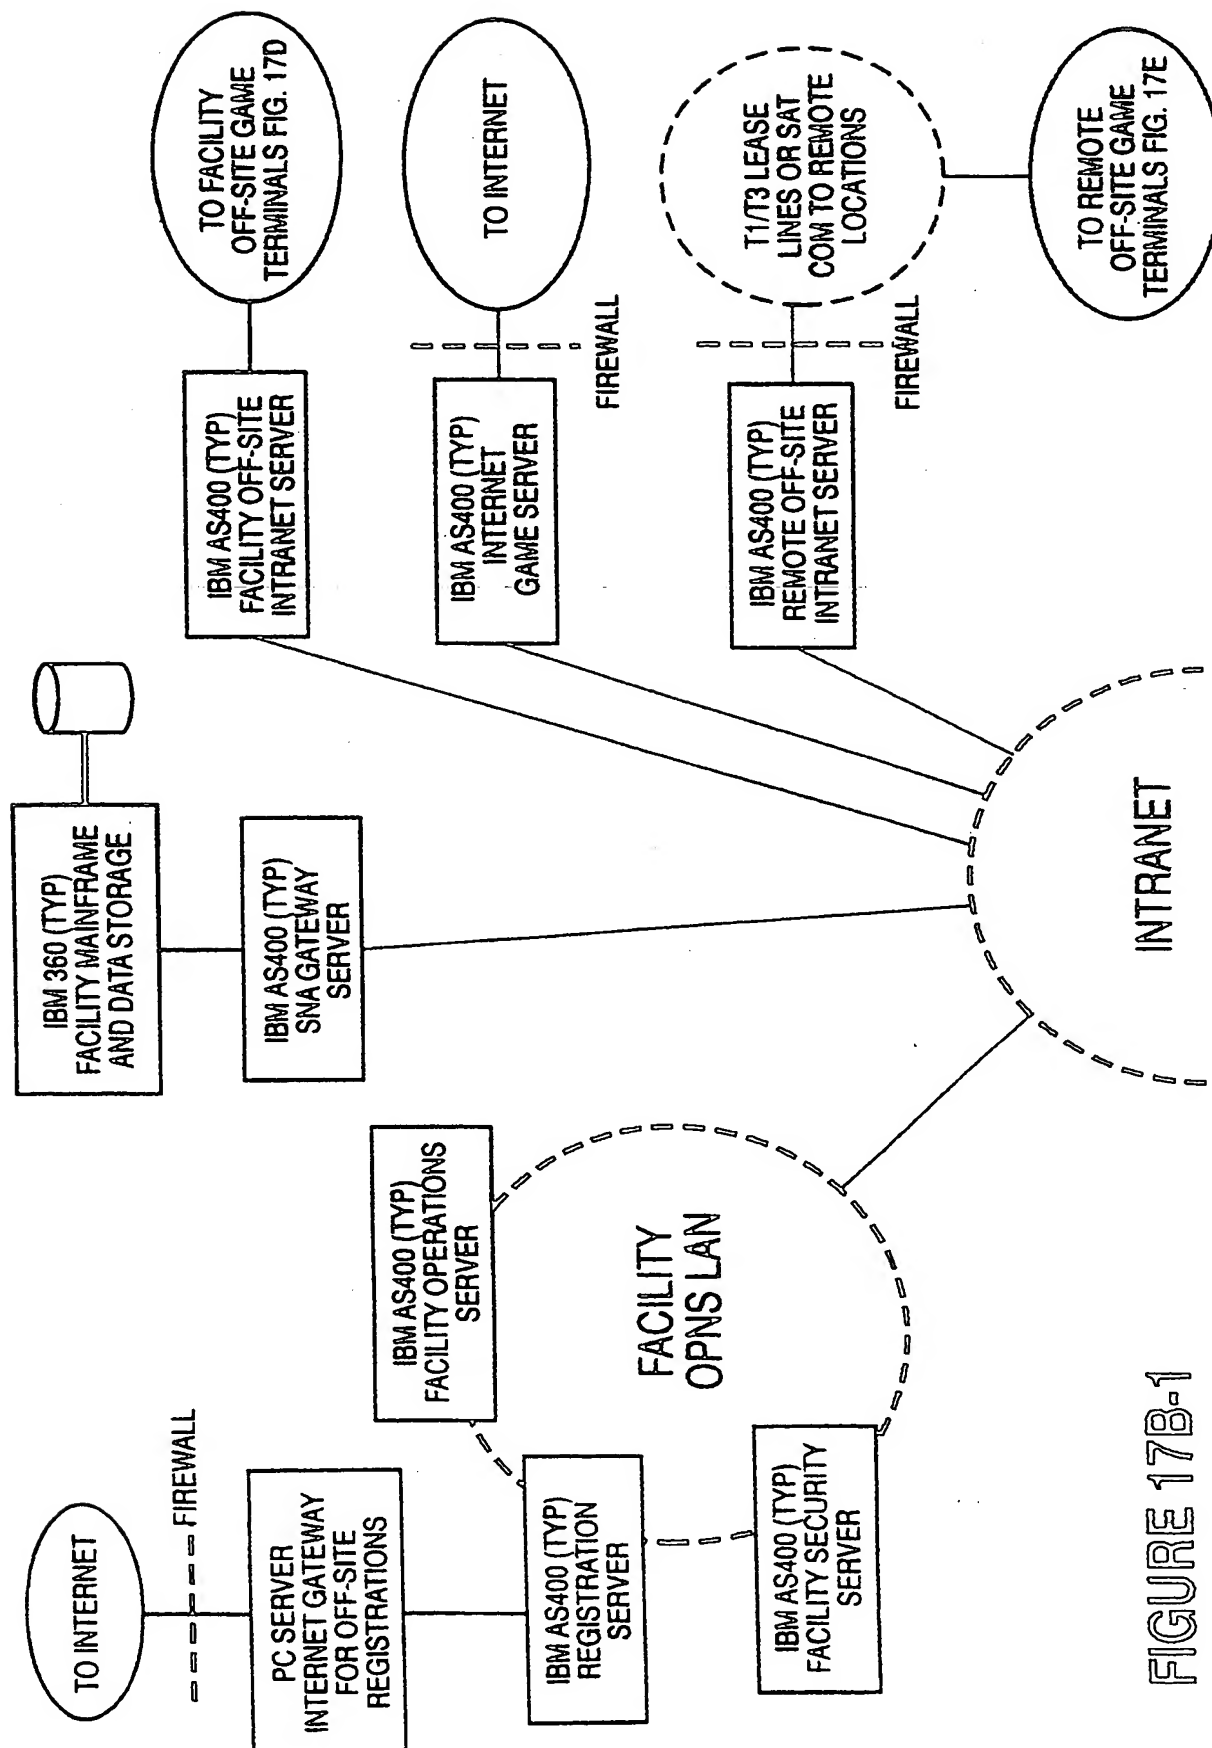 TO INTERNET
FIREWALL
PC SERVER
INTERNET GATEWAY
FOR OFF-SITE
REGISTRATIONS
IBM AS400 (TYP)
REGISTRATION
SERVER
IBM AS400 (TYP)
FACILITY SECURITY
SERVER
IBM AS400 (TYP)
FACILITY OPERATIONS
SERVER
FACILITY
OPNS LAN
IBM 360 (TYP)
FACILITY MAINFRAME
AND DATA STORAGE
IBM AS400 (TYP)
SNA GATEWAY
SERVER
IBM AS400 (TYP)
FACILITY OFF-SITE
INTRANET SERVER
TO FACILITY
OFF-SITE GAME
TERMINALS FIG. 17D
IBM AS400 (TYP)
INTERNET
GAME SERVER
FIREWALL
TO INTERNET
IBM AS400 (TYP)
REMOTE OFF-SITE
INTRANET SERVER
FIREWALL
T1/T3 LEASE
LINES OR SAT
COM TO REMOTE
LOCATIONS
TO REMOTE
OFF-SITE GAME
TERMINALS FIG. 17E
INTRANET
FIGURE 17B-1